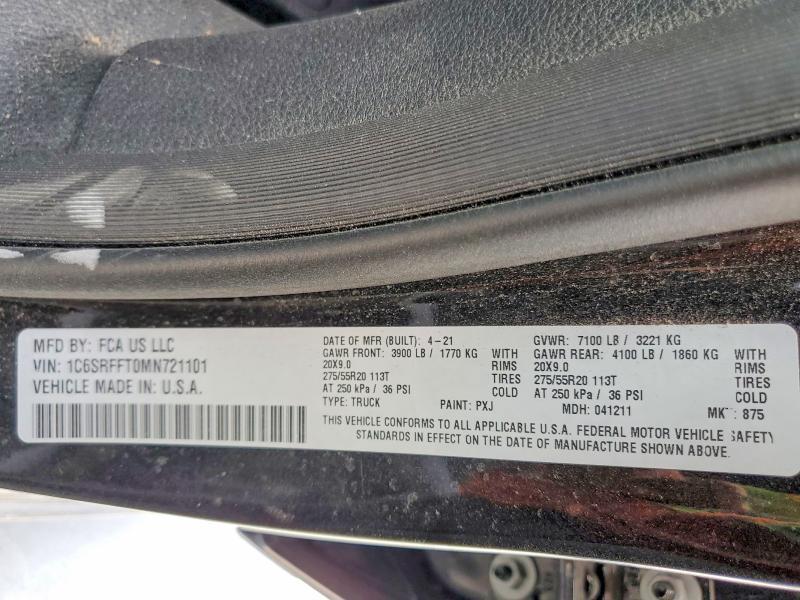 MFD BY: FCA US LLC
VIN: 1C6SRFFT0MN721101
VEHICLE MADE IN U.S.A.
DATE OF MFR (BUILT): 4-21
GAWR FRONT: 3900 LB / 1770 KG WITH
20X9.0 RIMS
275/55R20 113T TIRES
AT 250 kPa / 36 PSI COLD
TYPE: TRUCK PAINT: PXJ
GVWR: 7100 LB / 3221 KG
GAWR REAR: 4100 LB / 1860 KG WITH
20X9.0 RIMS
275/55R20 113T TIRES
AT 250 kPa / 36 PSI COLD
MDH: 041211 MK : 875
THIS VEHICLE CONFORMS TO ALL APPLICABLE U.S.A. FEDERAL MOTOR VEHICLE SAFETY
STANDARDS IN EFFECT ON THE DATE OF MANUFACTURE SHOWN ABOVE.